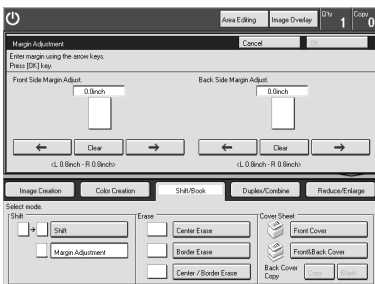 Area Editing Image Overlay Q'ty 1 Copy 0
Margin Adjustment Cancel OK
Enter margin using the arrow keys.
Press [OK] key.
Front Side Margin Adjust. Back Side Margin Adjust.
0.0inch 0.0inch
Clear Clear
<L 0.8inch - R 0.8inch> <L 0.8inch - R 0.8inch>
Image Creation Color Creation Shift/Book Duplex/Combine Reduce/Enlarge
Select mode.
Shift Erase Cover Sheet
Shift Center Erase Front Cover
Margin Adjustment Border Erase Front&Back Cover
Center / Border Erase Back Cover Copy Copy Blank